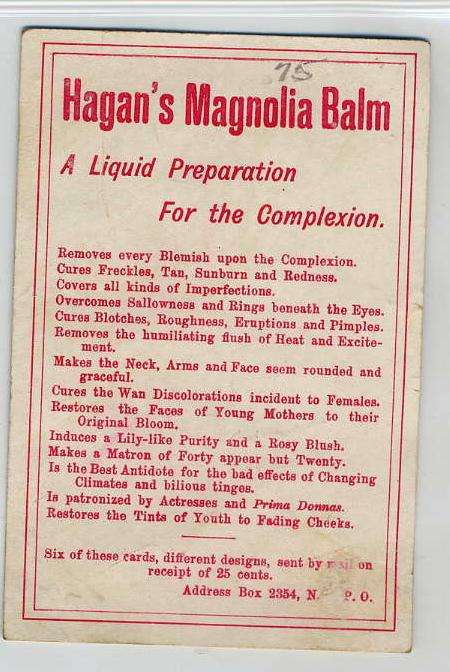 75
Hagan's Magnolia Balm
A Liquid Preparation
For the Complexion.
Removes every Blemish upon the Complexion.
Cures Freckles, Tan, Sunburn and Redness.
Covers all kinds of Imperfections.
Overcomes Sallowness and Rings beneath the Eyes.
Cures Blotches, Roughness, Eruptions and Pimples.
Removes the humiliating flush of Heat and Excite-
ment.
Makes the Neck, Arms and Face seem rounded and
graceful.
Cures the Wan Discolorations incident to Females.
Restores the Faces of Young Mothers to their
Original Bloom.
Induces a Lily-like Purity and a Rosy Blush.
Makes a Matron of Forty appear but Twenty.
Is the Best Antidote for the bad effects of Changing
Climates and bilious tinges.
Is patronized by Actresses and Prima Donnas.
Restores the Tints of Youth to Fading Cheeks.
Six of these cards, different designs, sent by mail on
receipt of 25 cents.
Address Box 2354, N. P. O.